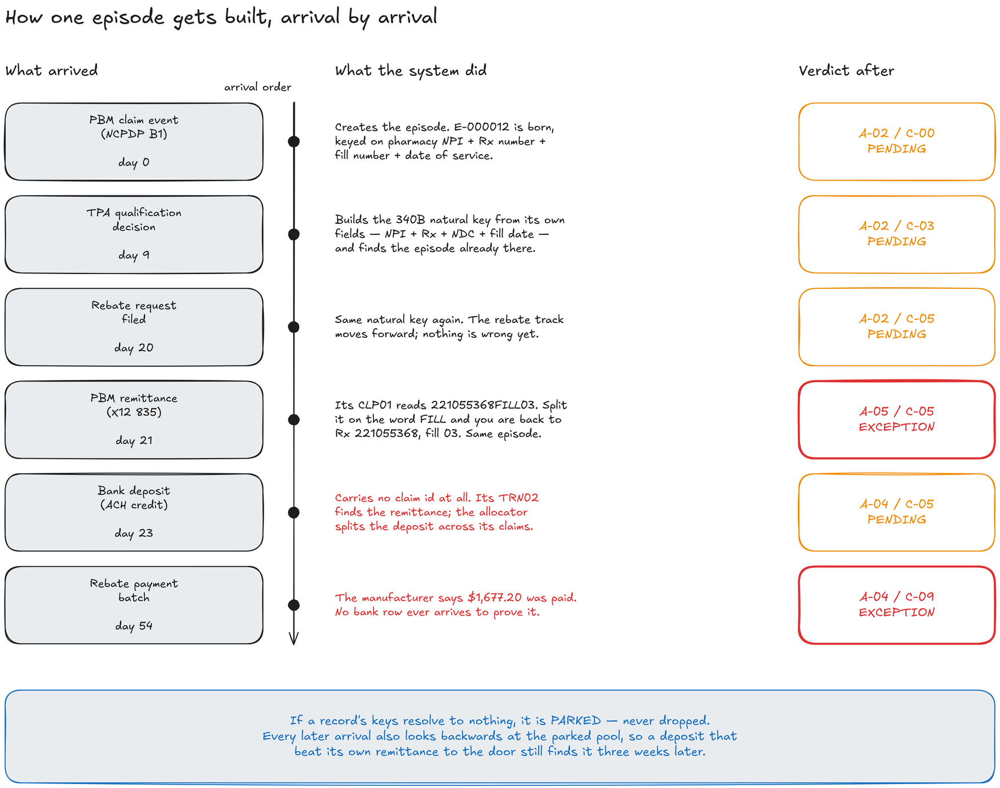 How one episode gets built, arrival by arrival
What arrived
What the system did
Verdict after
arrival order
PBM claim event
(NCPDP B1)
day 0
Creates the episode. E-000012 is born,
keyed on pharmacy NPI + Rx number +
fill number + date of service.
A-02 / C-00
PENDING
TPA qualification
decision
day 9
Builds the 340B natural key from its own
fields — NPI + Rx + NDC + fill date —
and finds the episode already there.
A-02 / C-03
PENDING
Rebate request
filed
day 20
Same natural key again. The rebate track
moves forward; nothing is wrong yet.
A-02 / C-05
PENDING
PBM remittance
(X12 835)
day 21
Its CLP01 reads 221055368FILL03. Split
it on the word FILL and you are back to
Rx 221055368, fill 03. Same episode.
A-05 / C-05
EXCEPTION
Bank deposit
(ACH credit)
day 23
Carries no claim id at all. Its TRN02
finds the remittance; the allocator
splits the deposit across its claims.
A-04 / C-05
PENDING
Rebate payment
batch
day 54
The manufacturer says $1,677.20 was paid.
No bank row ever arrives to prove it.
A-04 / C-09
EXCEPTION
If a record's keys resolve to nothing, it is PARKED — never dropped.
Every later arrival also looks backwards at the parked pool, so a deposit that
beat its own remittance to the door still finds it three weeks later.